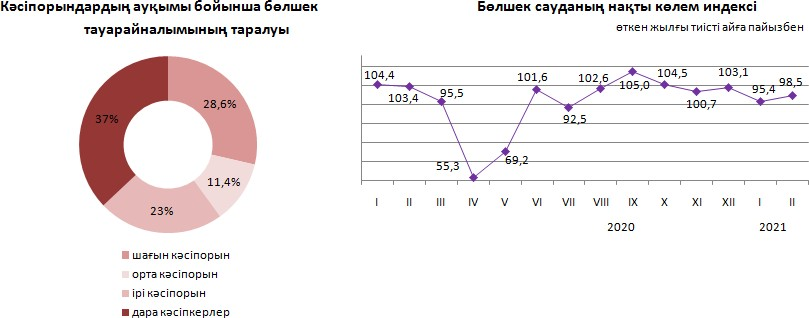 Кәсіпорындардың ауқымы бойынша бөлшек
тауарайналымының таралуы
28,6%
11,4%
23%
37%
шағын кәсіпорын
орта кәсіпорын
ірі кәсіпорын
дара кәсіпкерлер
Бөлшек сауданың нақты көлем индексі
өткен жылғы тиісті айға пайызбен
104,4
103,4
95,5
55,3
69,2
101,6
92,5
102,6
105,0
104,5
100,7
103,1
95,4
98,5
I II III IV V VI VII VIII IX X XI XII I II
2020 2021